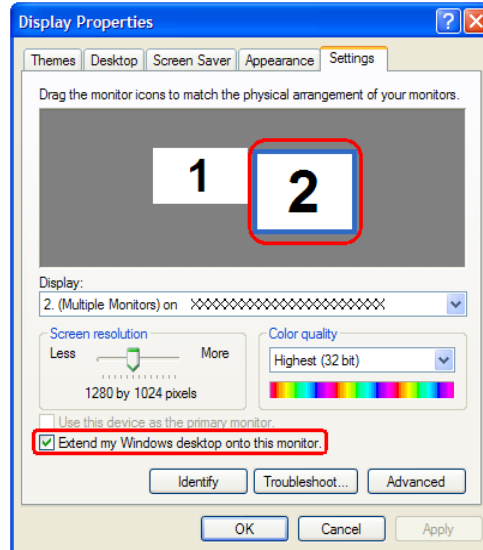 Display Properties
Themes Desktop Screen Saver Appearance Settings
Drag the monitor icons to match the physical arrangement of your monitors.
1 2
Display:
2. (Multiple Monitors) on XXXXXXXXXXXXXXXXXXXXXX
Screen resolution
Less More
1280 by 1024 pixels
Color quality
Highest (32 bit)
Use this device as the primary monitor.
Extend my Windows desktop onto this monitor.
Identify Troubleshoot... Advanced
OK Cancel Apply